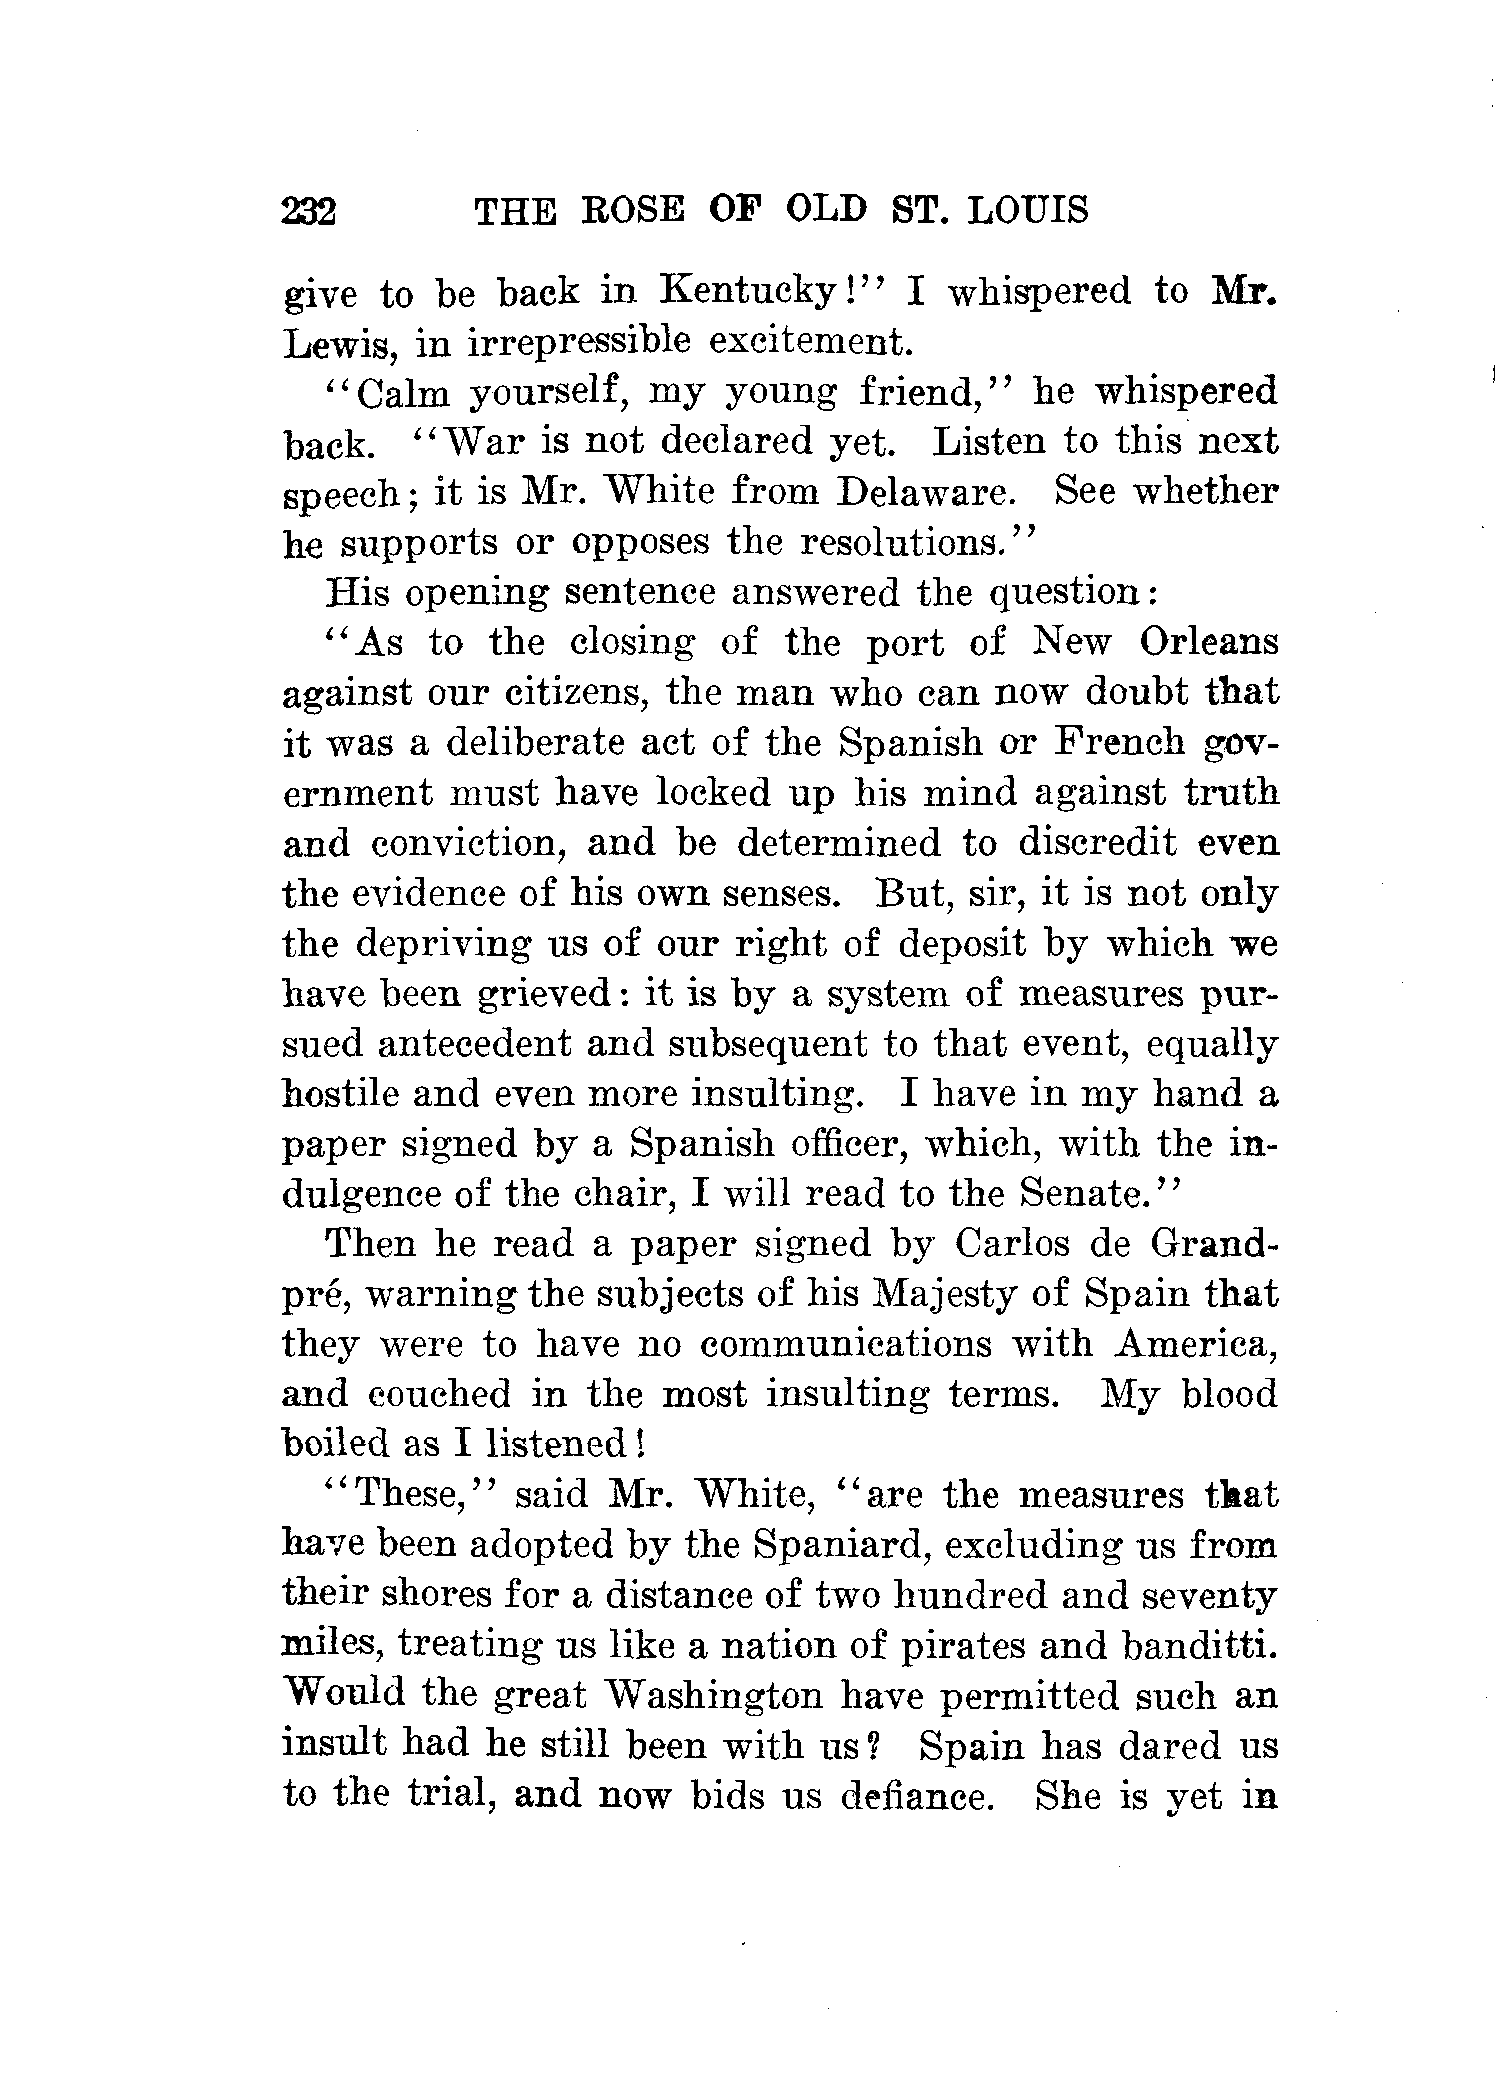 232 THE ROSE OF OLD ST. LOUIS
give to be back in Kentucky!'' I whispered to Mr.
Lewis, in irrepressible excitement.
``Calm yourself, my young friend,'' he whispered
back. ``War is not declared yet. Listen to this next
speech; it is Mr. White from Delaware. See whether
he supports or opposes the resolutions.''
His opening sentence answered the question:
``As to the closing of the port of New Orleans
against our citizens, the man who can now doubt that
it was a deliberate act of the Spanish or French gov-
ernment must have locked up his mind against truth
and conviction, and be determined to discredit even
the evidence of his own senses. But, sir, it is not only
the depriving us of our right of deposit by which we
have been grieved: it is by a system of measures pur-
sued antecedent and subsequent to that event, equally
hostile and even more insulting. I have in my hand a
paper signed by a Spanish officer, which, with the in-
dulgence of the chair, I will read to the Senate.''
Then he read a paper signed by Carlos de Grand-
pré, warning the subjects of his Majesty of Spain that
they were to have no communications with America,
and couched in the most insulting terms. My blood
boiled as I listened!
``These,'' said Mr. White, ``are the measures that
have been adopted by the Spaniard, excluding us from
their shores for a distance of two hundred and seventy
miles, treating us like a nation of pirates and banditti.
Would the great Washington have permitted such an
insult had he still been with us? Spain has dared us
to the trial, and now bids us defiance. She is yet in